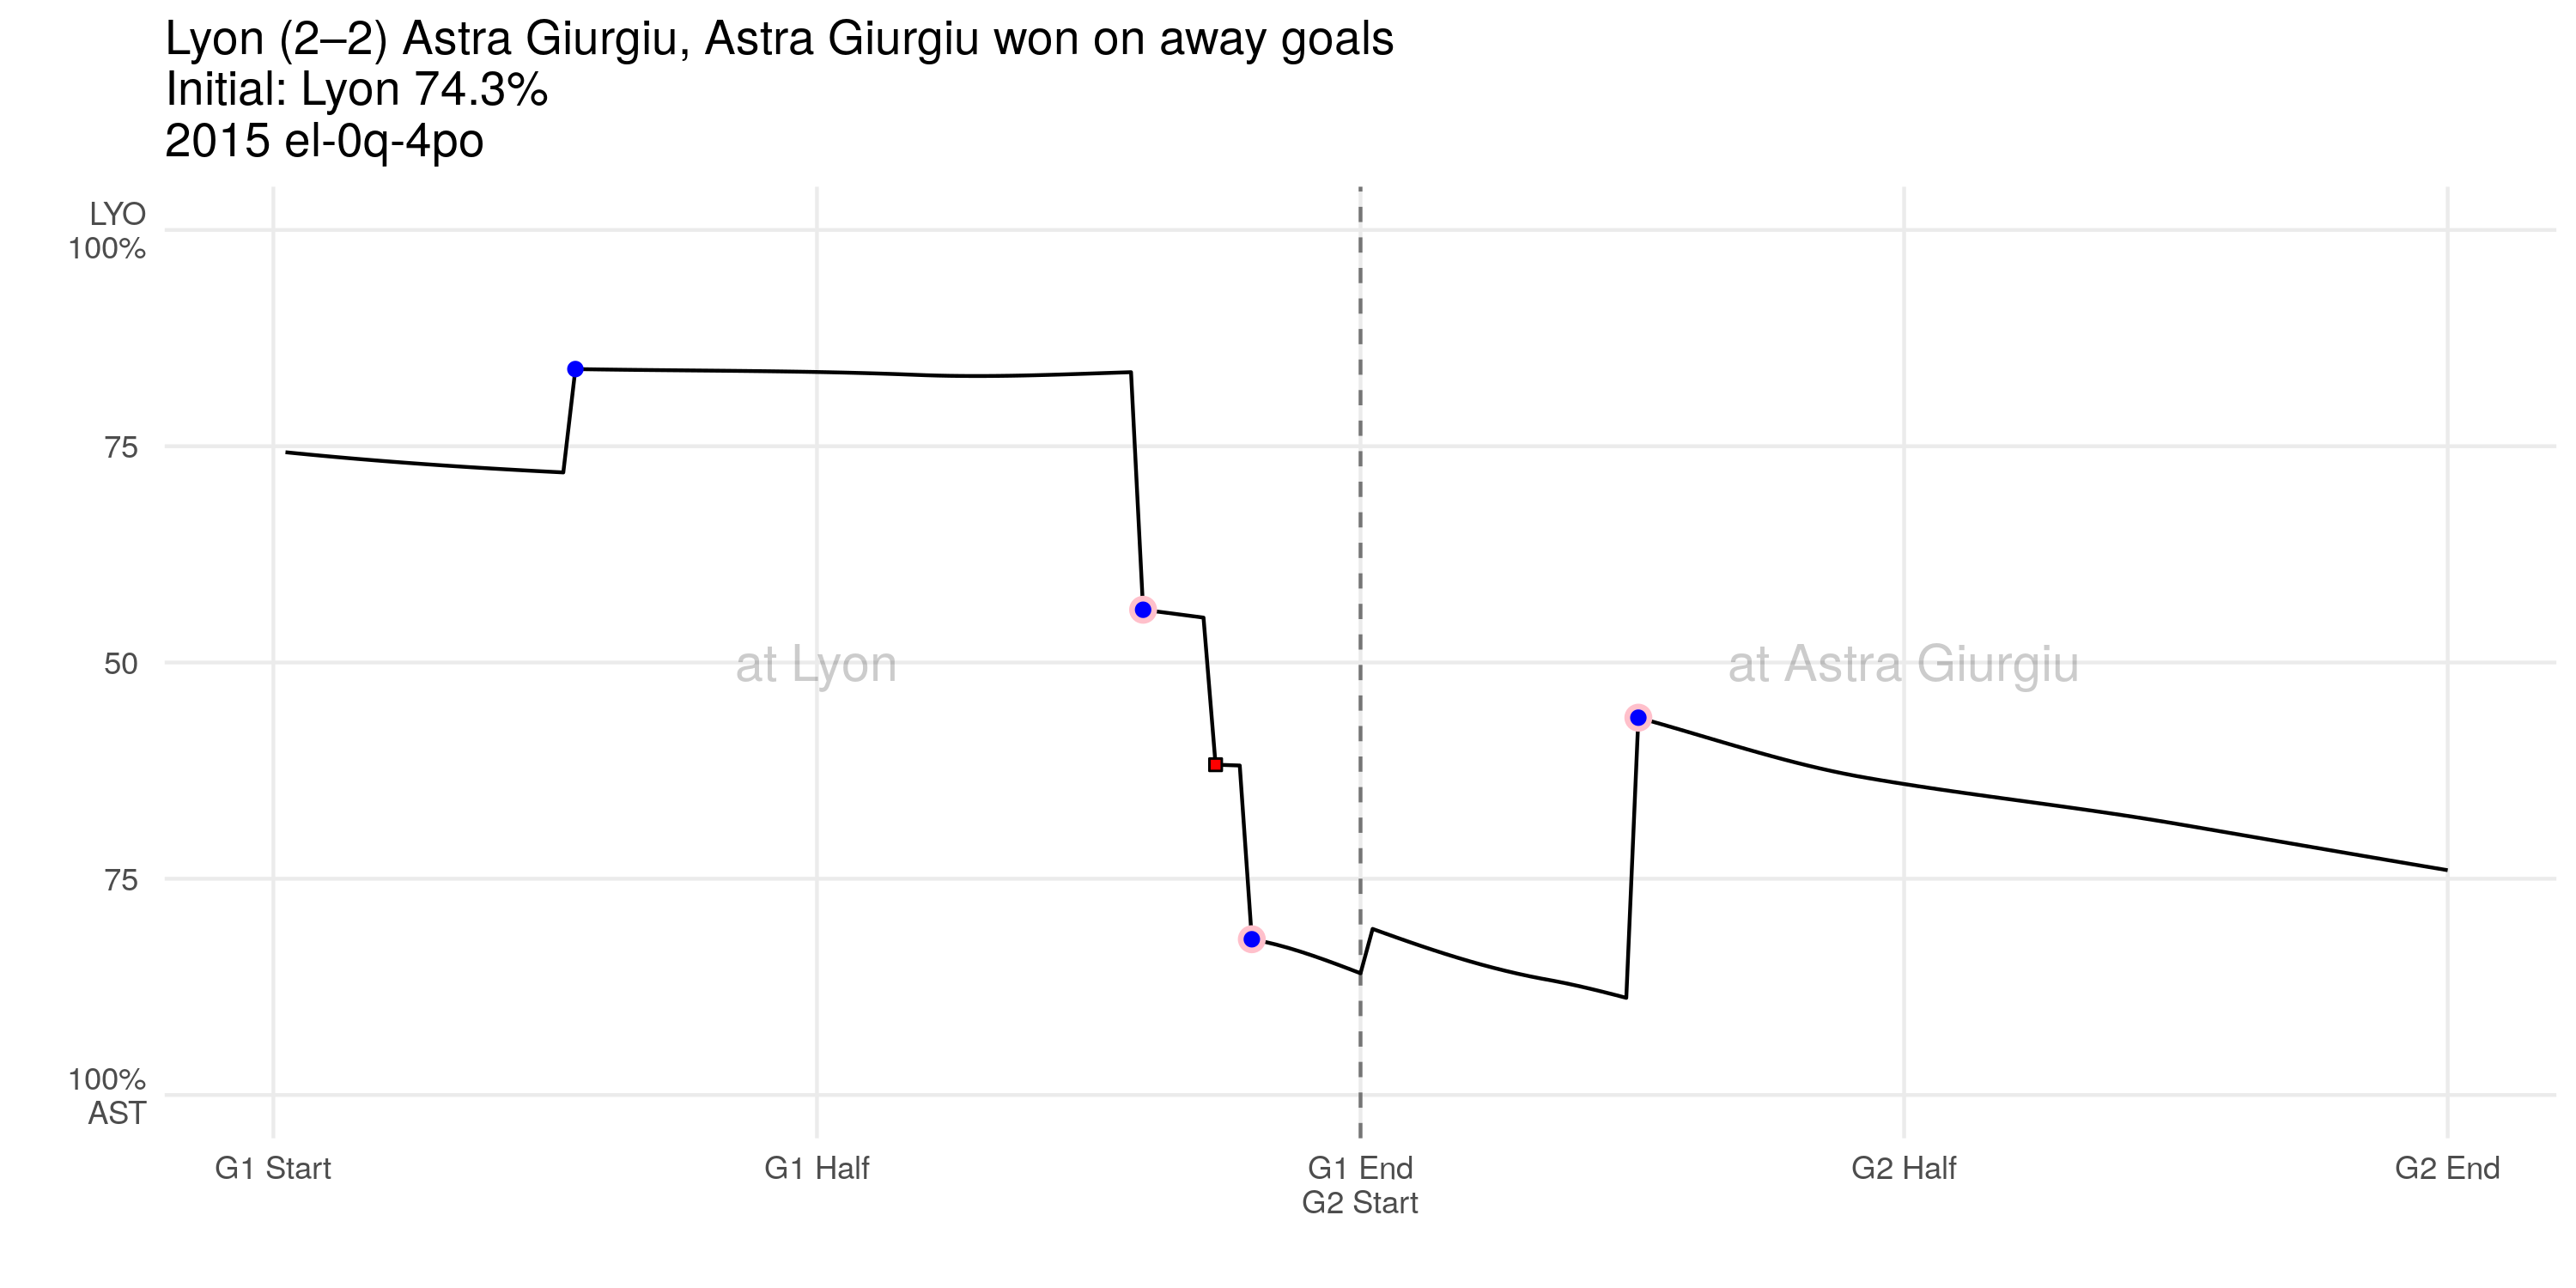 Lyon (2–2) Astra Giurgiu, Astra Giurgiu won on away goals
Initial: Lyon 74.3%
2015 el-0q-4po
LYO
100%
75
50
75
100%
AST
at Lyon
at Astra Giurgiu
G1 Start
G1 Half
G1 End
G2 Start
G2 Half
G2 End